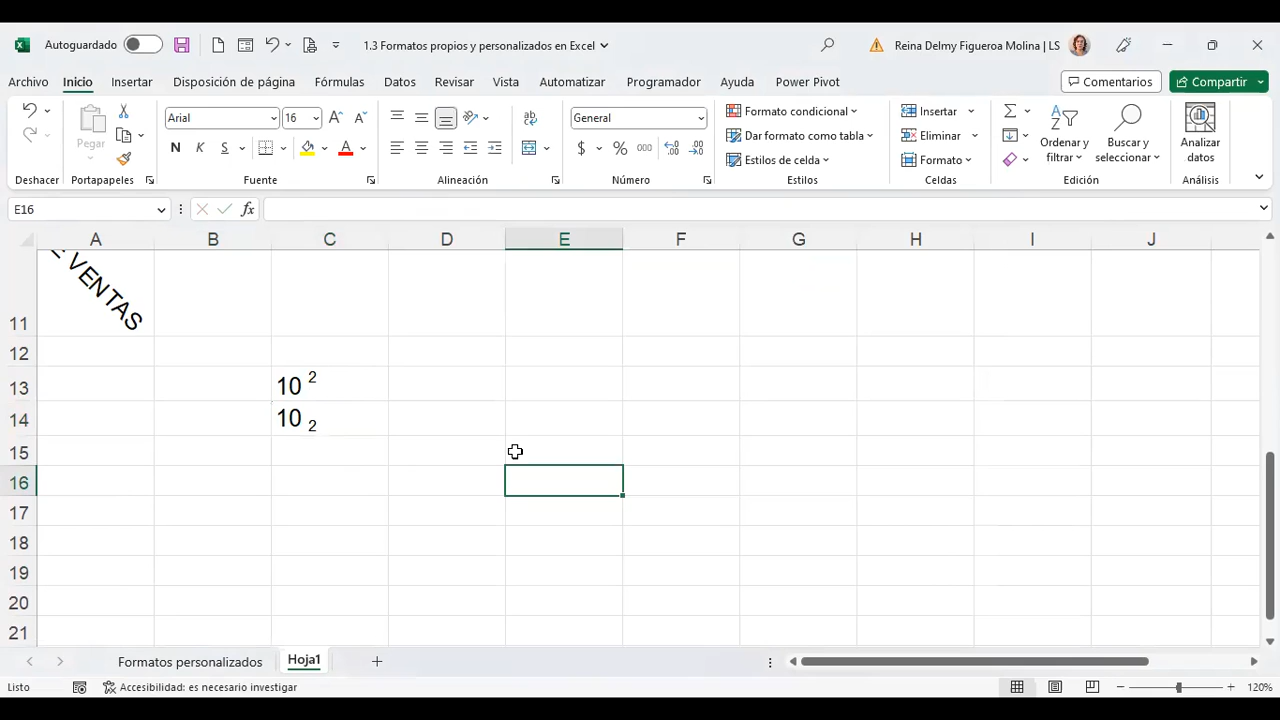 Autoguardado
1.3 Formatos propios y personalizados en Excel
Reina Delmy Figueroa Molina | LS
Archivo Inicio Insertar Disposición de página Fórmulas Datos Revisar Vista Automatizar Programador Ayuda Power Pivot
Comentarios Compartir
Pegar
Arial 16
N K S
General
$ % 000
Formato condicional
Dar formato como tabla
Estilos de celda
Insertar
Eliminar
Formato
Ordenar y
filtrar
Buscar y
seleccionar
Analizar
datos
Deshacer Portapapeles Fuente Alineación Número Estilos Celdas Edición Análisis
E16 fx
A B C D E F G H I J
E VENTAS
11
12
13 10 ²
14 10 ₂
15
16
17
18
19
20
21
Formatos personalizados Hoja1
Listo Accesibilidad: es necesario investigar 120%